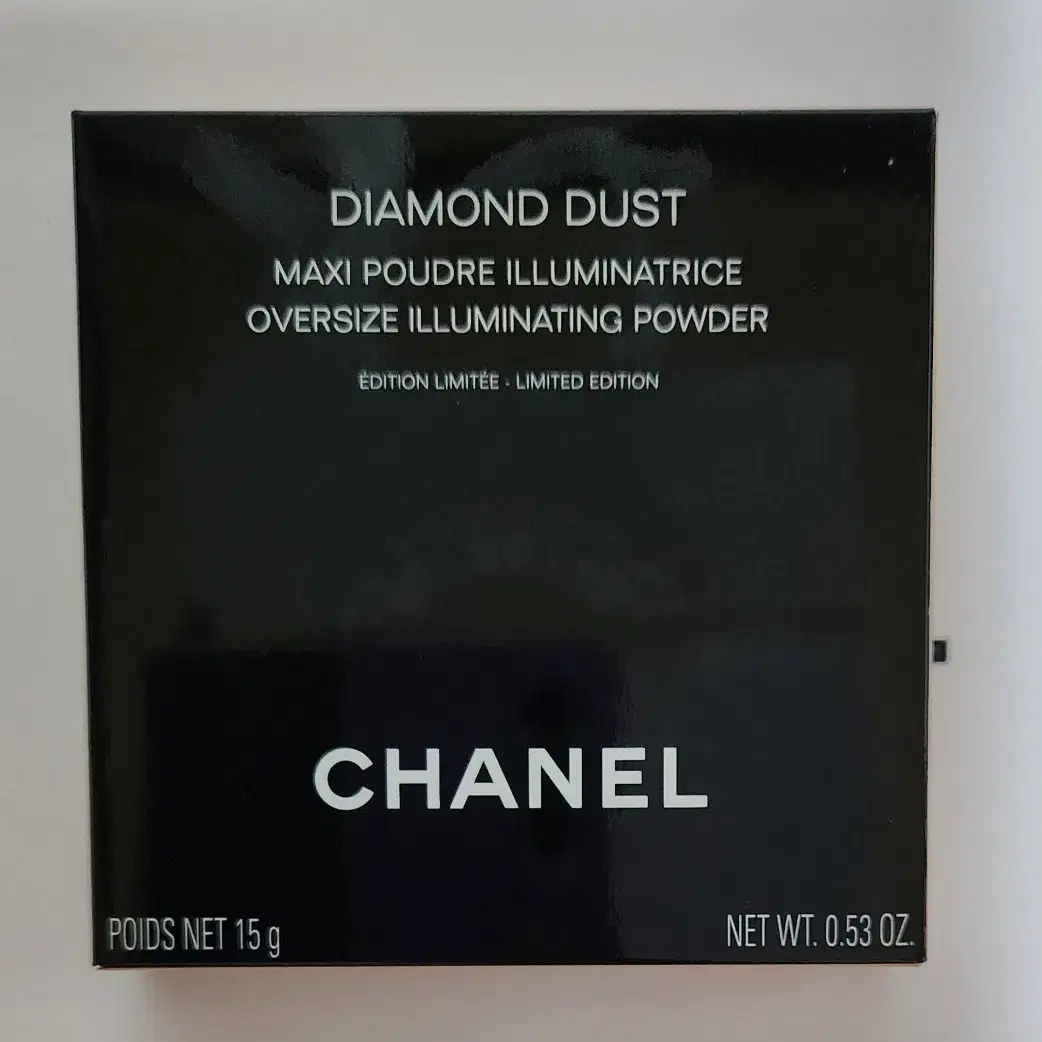 DIAMOND DUST
MAXI POUDRE ILLUMINATRICE
OVERSIZE ILLUMINATING POWDER
ÉDITION LIMITÉE - LIMITED EDITION
CHANEL
POIDS NET 15 g
NET WT. 0.53 OZ.